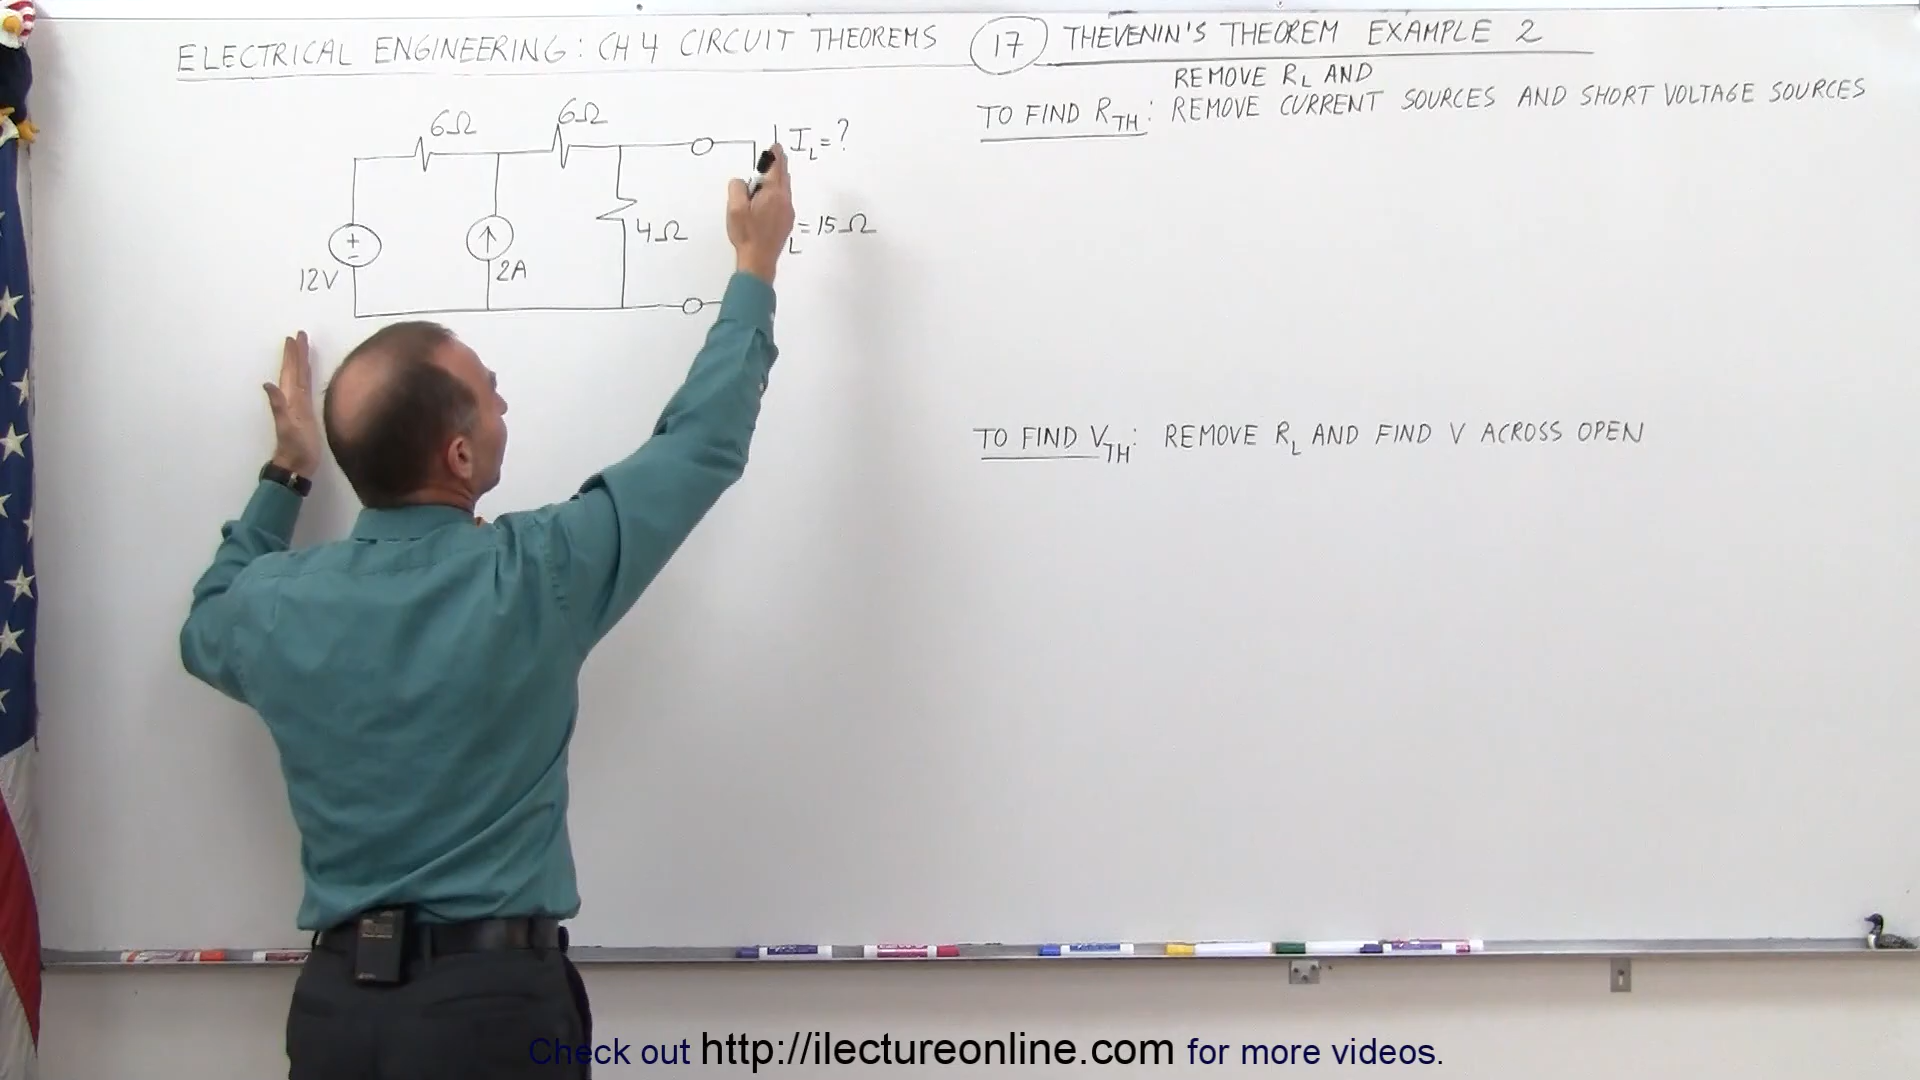 ELECTRICAL ENGINEERING: CH 4 CIRCUIT THEOREMS 17 THEVENIN'S THEOREM EXAMPLE 2
REMOVE RL AND
TO FIND RTH: REMOVE CURRENT SOURCES AND SHORT VOLTAGE SOURCES
6Ω 6Ω
IL=?
4Ω
L=15Ω
+
−
12V
2A
TO FIND VTH: REMOVE RL AND FIND V ACROSS OPEN
Check out http://ilectureonline.com for more videos.